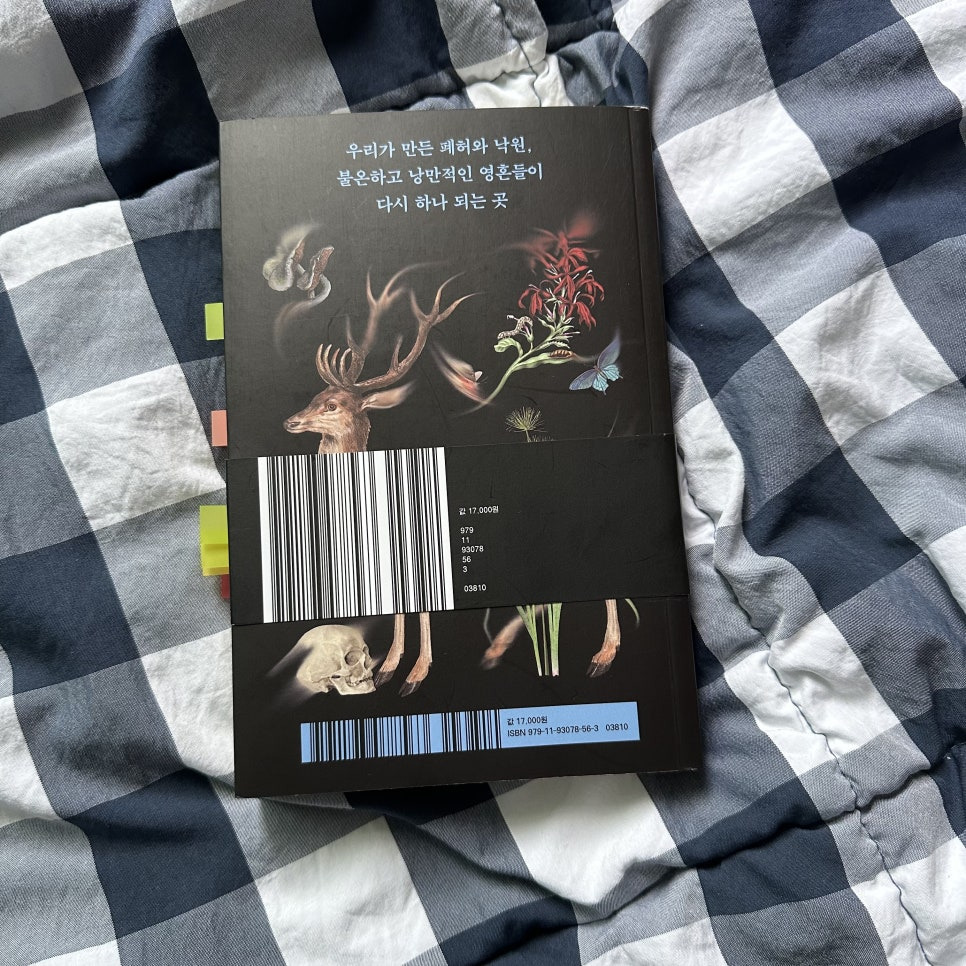 우리가 만든 폐허와 낙원,
불온하고 낭만적인 영혼들이
다시 하나 되는 곳
값 17,000원
979
11
93078
56
3
03810
값 17,000원
ISBN 979-11-93078-56-3 03810